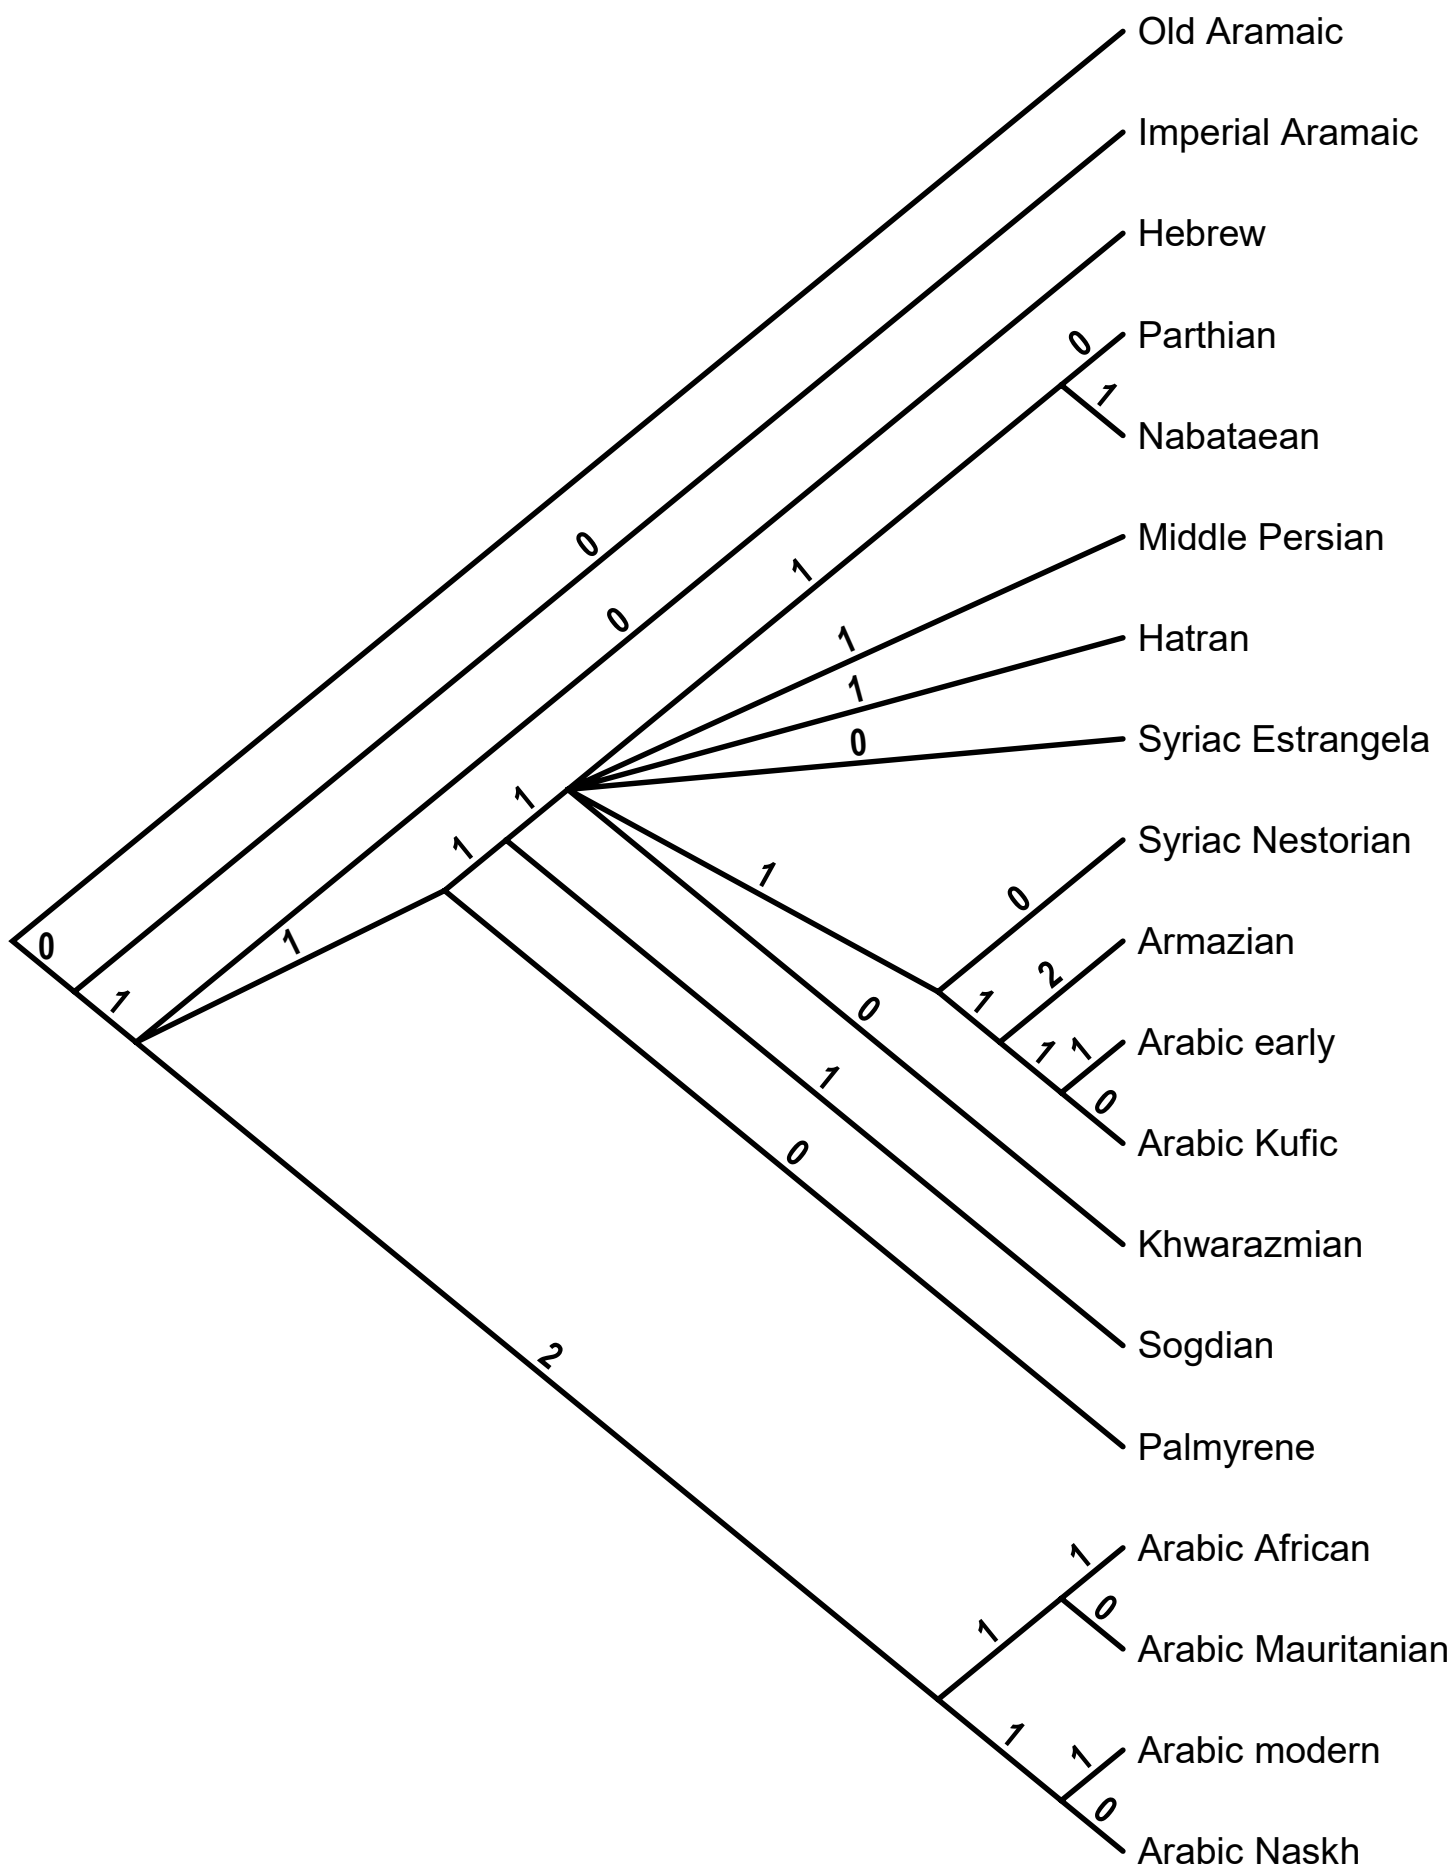 Old Aramaic
Imperial Aramaic
Hebrew
0
Parthian
1
Nabataean
0
1
Middle Persian
0
1
Hatran
1
0
Syriac Estrangela
1
1
1
0
Syriac Nestorian
0
1
2
Armazian
1
0
1
1
1
Arabic early
1
0
Arabic Kufic
0
Khwarazmian
2
Sogdian
Palmyrene
1
Arabic African
1
0
Arabic Mauritanian
1
1
Arabic modern
0
Arabic Naskh